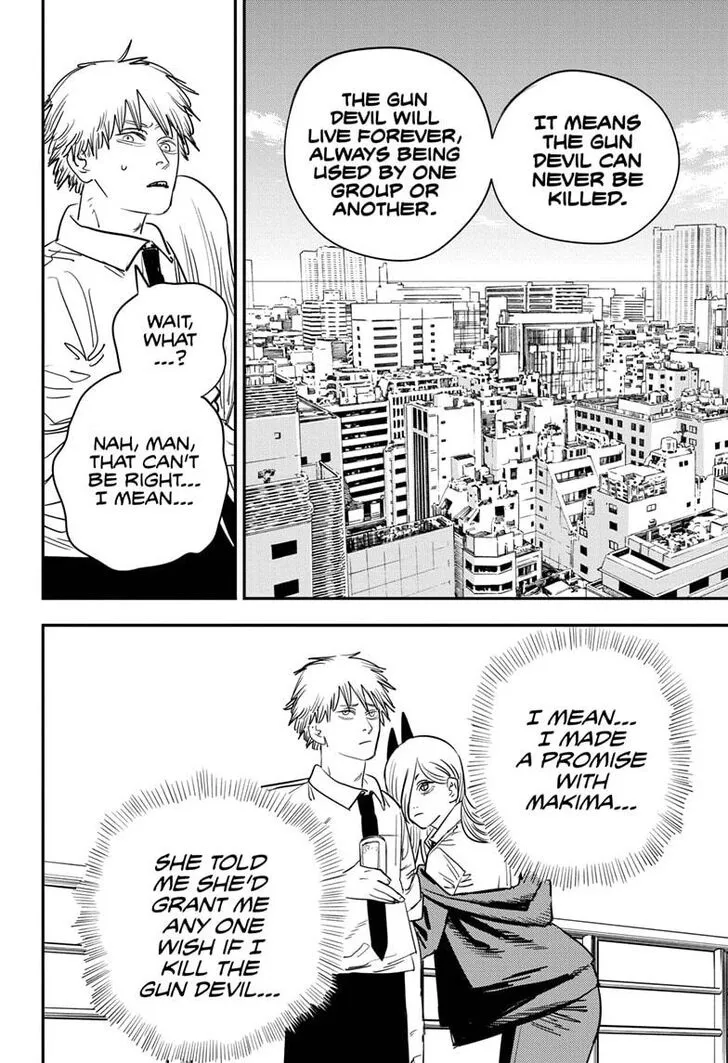 IT MEANS
THE GUN
DEVIL CAN
NEVER BE
KILLED.
THE GUN
DEVIL WILL
LIVE FOREVER,
ALWAYS BEING
USED BY ONE
GROUP OR
ANOTHER.
WAIT,
WHAT
...?
NAH, MAN,
THAT CAN'T
BE RIGHT...
I MEAN...
I MEAN...
I MADE
A PROMISE
WITH
MAKIMA...
SHE TOLD
ME SHE'D
GRANT ME
ANY ONE
WISH IF I
KILL THE
GUN DEVIL...